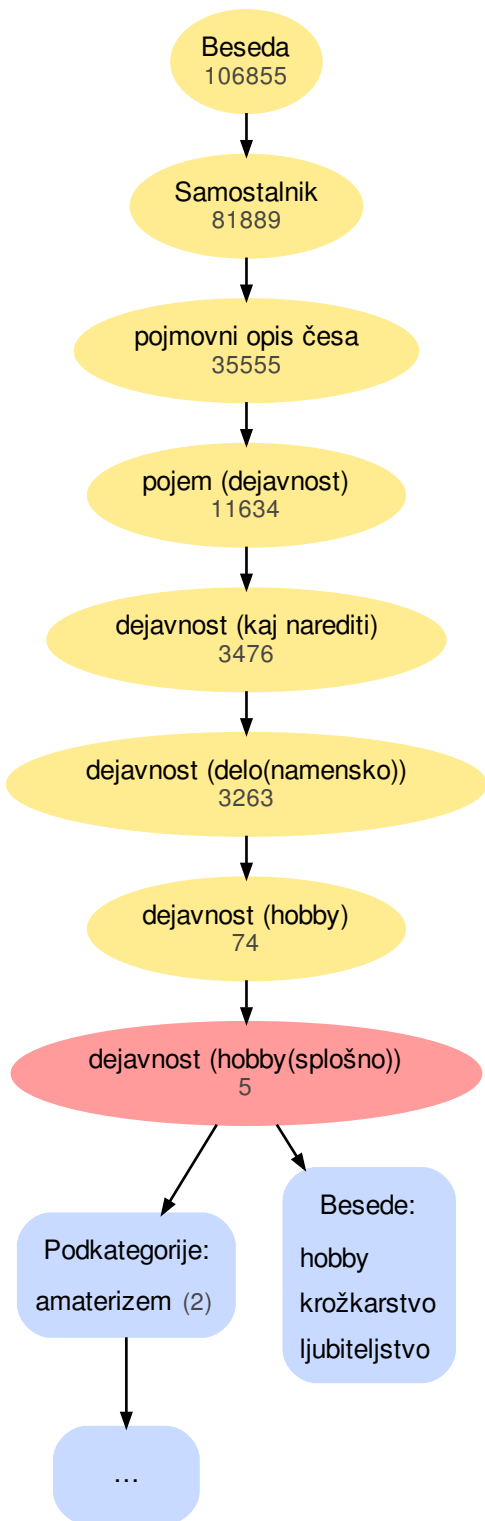 Beseda
106855
Samostalnik
81889
pojmovni opis česa
35555
pojem (dejavnost)
11634
dejavnost (kaj narediti)
3476
dejavnost (delo(namensko))
3263
dejavnost (hobby)
74
dejavnost (hobby(splošno))
5
Podkategorije:
amaterizem (2)
...
Besede:
hobby
krožkarstvo
ljubiteljstvo